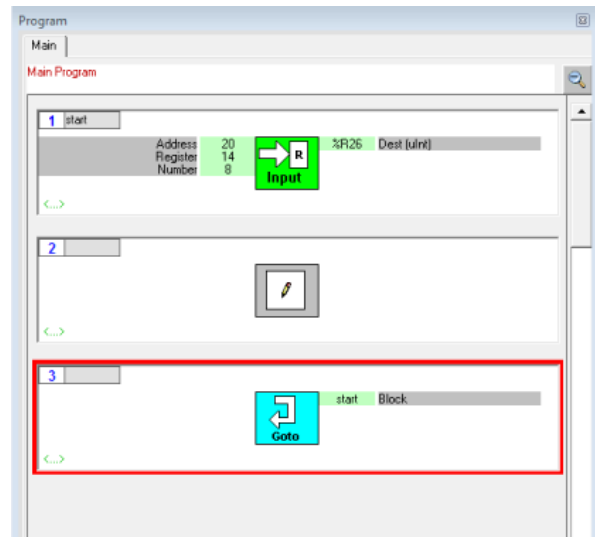 Program
Main
Main Program
1 start
Address 20 %R26 Dest (uInt)
Register 14 R
Number 8 Input
<...>
2
<...>
3
start Block
Goto
<...>